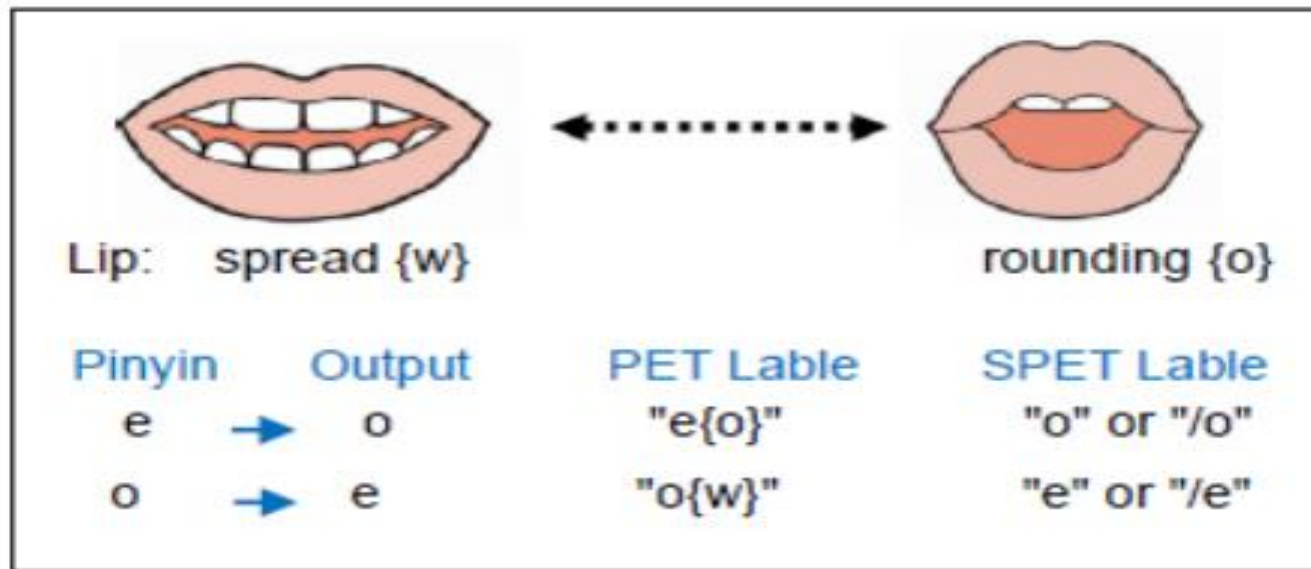 Lip: spread {w} rounding {o}
Pinyin Output PET Lable SPET Lable
e → o "e{o}" "o" or "/o"
o → e "o{w}" "e" or "/e"